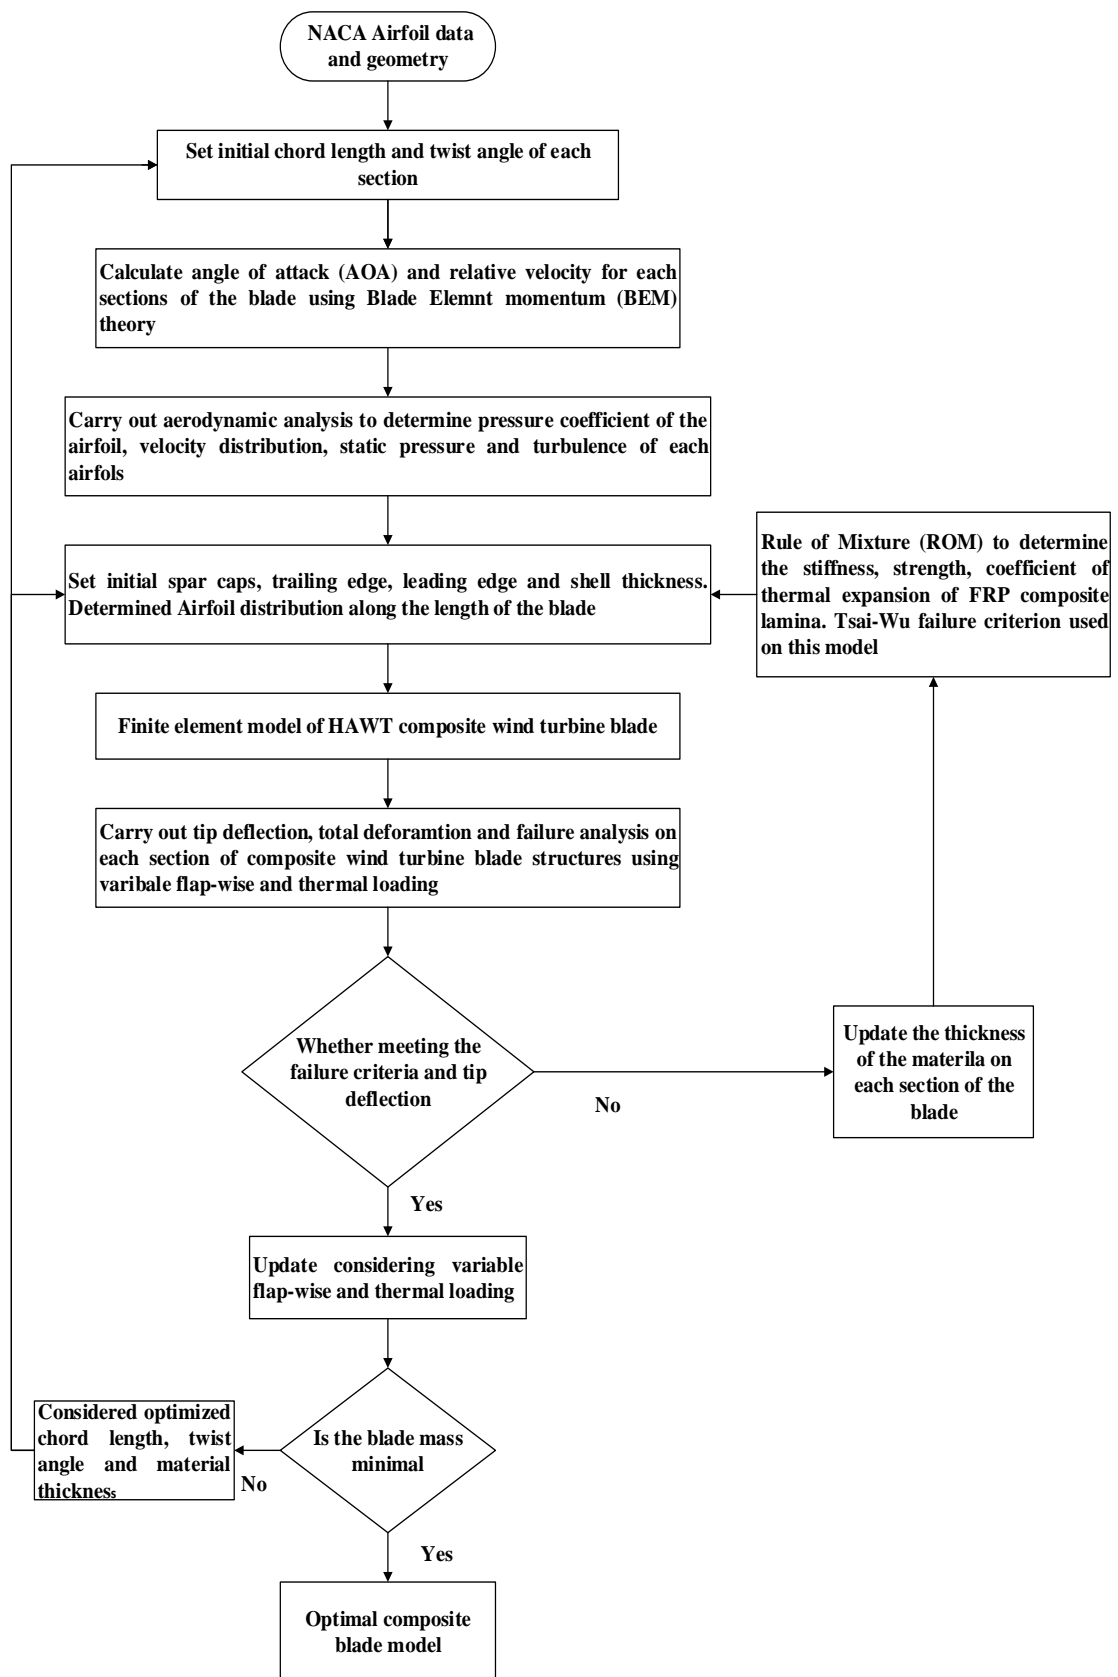 NACA Airfoil data
and geometry
Set initial chord length and twist angle of each
section
Calculate angle of attack (AOA) and relative velocity for each
sections of the blade using Blade Elemnt momentum (BEM)
theory
Carry out aerodynamic analysis to determine pressure coefficient of the
airfoil, velocity distribution, static pressure and turbulence of each
airfols
Set initial spar caps, trailing edge, leading edge and shell thickness.
Determined Airfoil distribution along the length of the blade
Rule of Mixture (ROM) to determine
the stiffness, strength, coefficient of
thermal expansion of FRP composite
lamina. Tsai-Wu failure criterion used
on this model
Finite element model of HAWT composite wind turbine blade
Carry out tip deflection, total deforamtion and failure analysis on
each section of composite wind turbine blade structures using
varibale flap-wise and thermal loading
Whether meeting the
failure criteria and tip
deflection
No
Update the thickness
of the materila on
each section of the
blade
Yes
Update considering variable
flap-wise and thermal loading
Is the blade mass
minimal
No
Considered optimized
chord length, twist
angle and material
thickness
Yes
Optimal composite
blade model